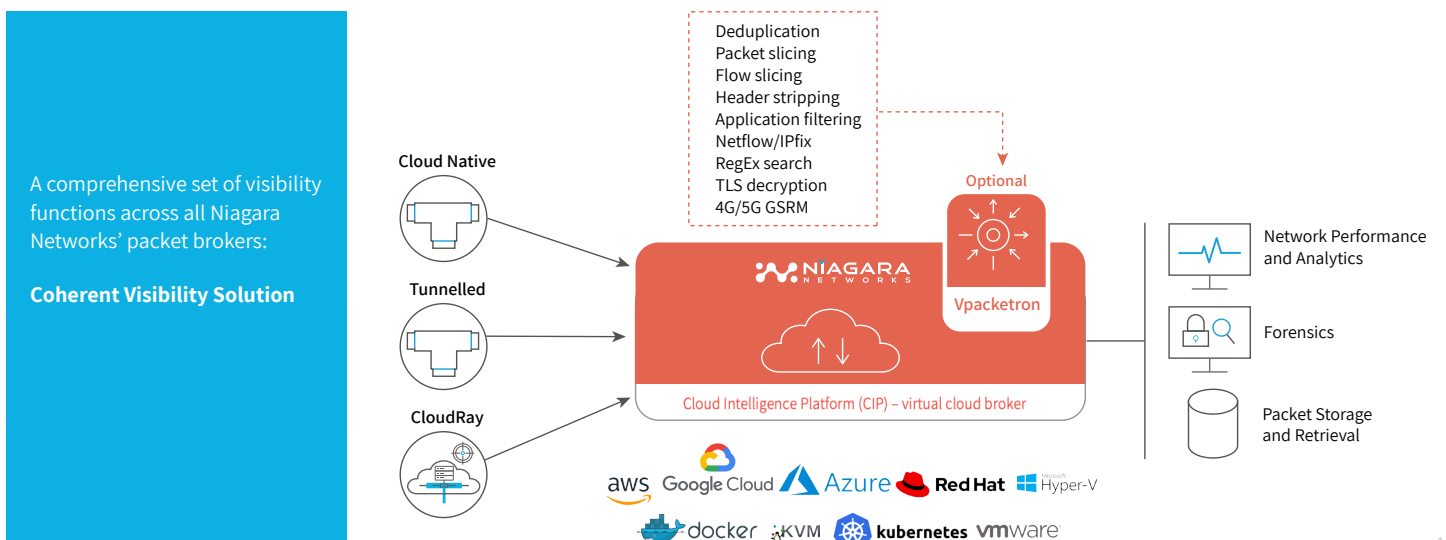 A comprehensive set of visibility
functions across all Niagara
Networks' packet brokers:
Coherent Visibility Solution
Deduplication
Packet slicing
Flow slicing
Header stripping
Application filtering
Netflow/IPfix
RegEx search
TLS decryption
4G/5G GSRM
Cloud Native
Tunnelled
CloudRay
Optional
Vpacketron
NIAGARA
NETWORKS
Cloud Intelligence Platform (CIP) – virtual cloud broker
Network Performance
and Analytics
Forensics
Packet Storage
and Retrieval
aws
Google Cloud
Azure
Red Hat
Microsoft
Hyper-V
docker
KVM
kubernetes
vmware